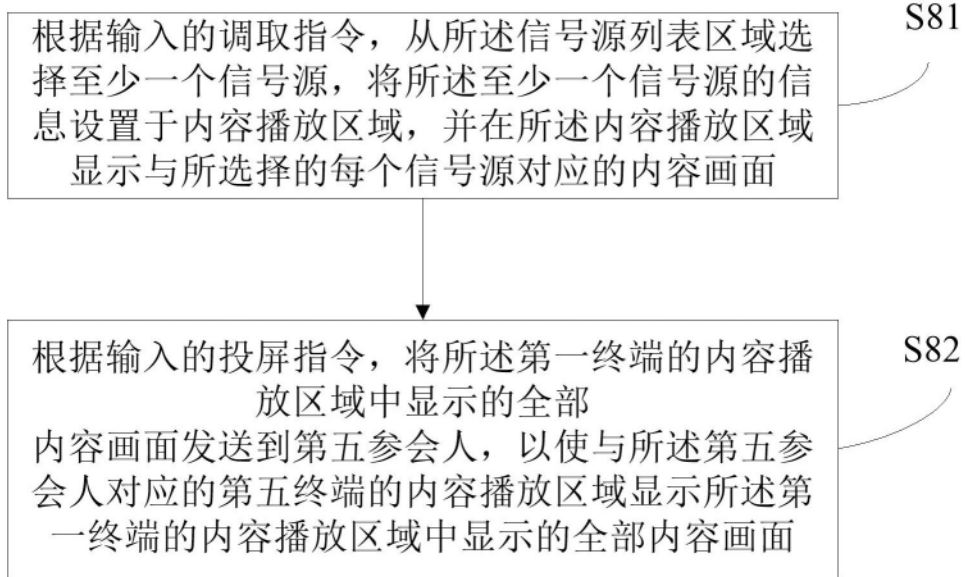 根据输入的调取指令，从所述信号源列表区域选
择至少一个信号源，将所述至少一个信号源的信
息设置于内容播放区域，并在所述内容播放区域
显示与所选择的每个信号源对应的内容画面
S81
根据输入的投屏指令，将所述第一终端的内容播
放区域中显示的全部
内容画面发送到第五参会人，以使与所述第五参
会人对应的第五终端的内容播放区域显示所述第
一终端的内容播放区域中显示的全部内容画面
S82